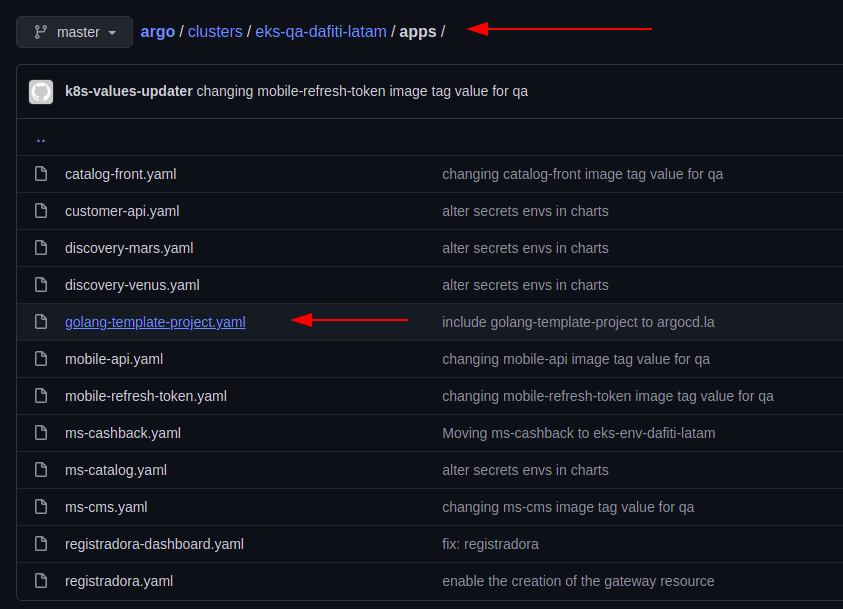 master argo / clusters / eks-qa-dafiti-latam / apps /
k8s-values-updater changing mobile-refresh-token image tag value for qa
..
catalog-front.yaml changing catalog-front image tag value for qa
customer-api.yaml alter secrets envs in charts
discovery-mars.yaml alter secrets envs in charts
discovery-venus.yaml alter secrets envs in charts
golang-template-project.yaml include golang-template-project to argocd.la
mobile-api.yaml changing mobile-api image tag value for qa
mobile-refresh-token.yaml changing mobile-refresh-token image tag value for qa
ms-cashback.yaml Moving ms-cashback to eks-env-dafiti-latam
ms-catalog.yaml alter secrets envs in charts
ms-cms.yaml changing ms-cms image tag value for qa
registradora-dashboard.yaml fix: registradora
registradora.yaml enable the creation of the gateway resource